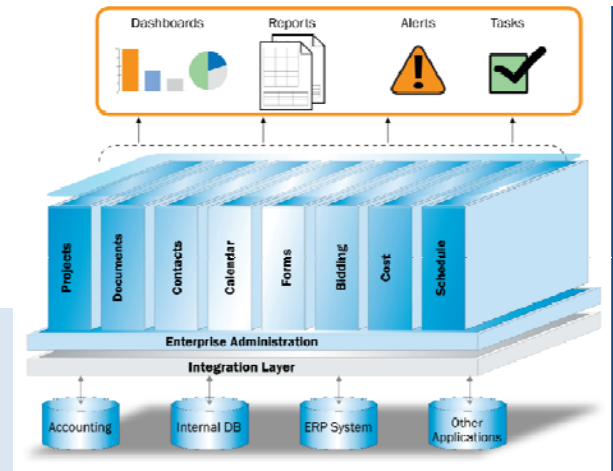 Dashboards Reports Alerts Tasks
Projects
Documents
Contacts
Calendar
Forms
Bidding
Cost
Schedule
Enterprise Administration
Integration Layer
Accounting Internal DB ERP System Other
Applications